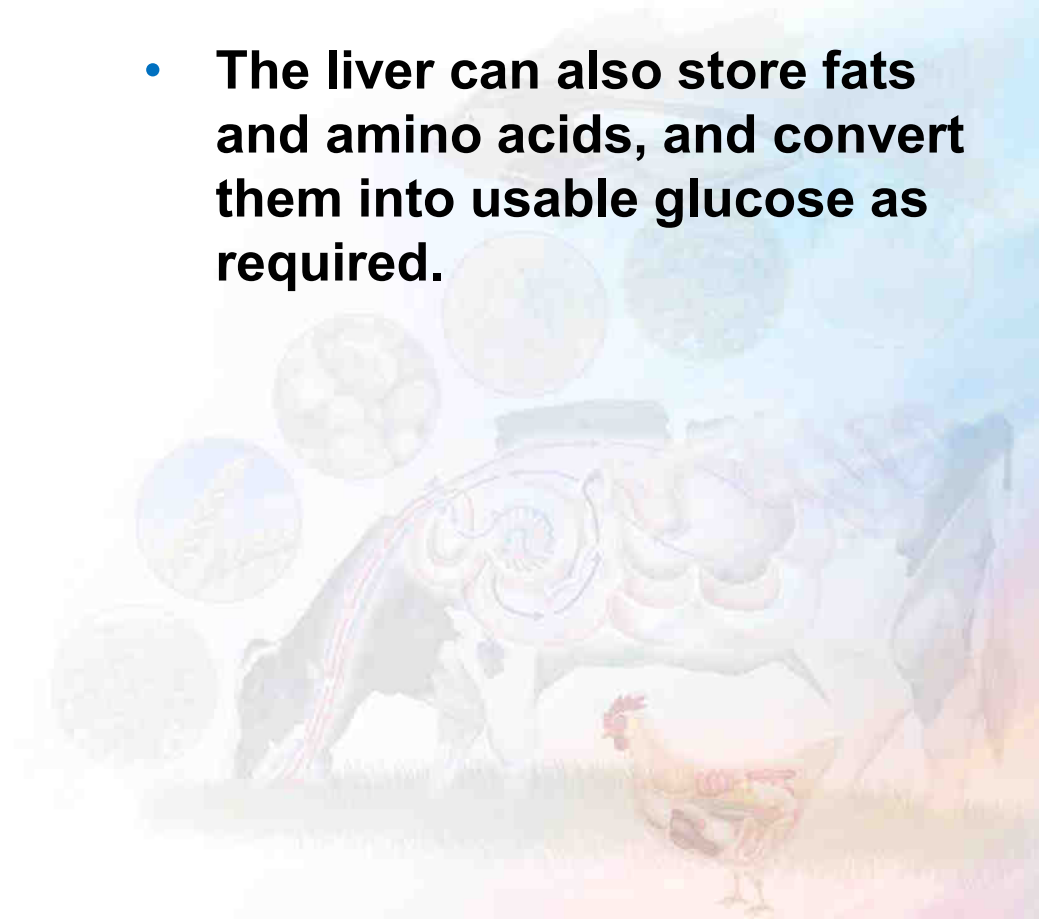 • The liver can also store fats
and amino acids, and convert
them into usable glucose as
required.